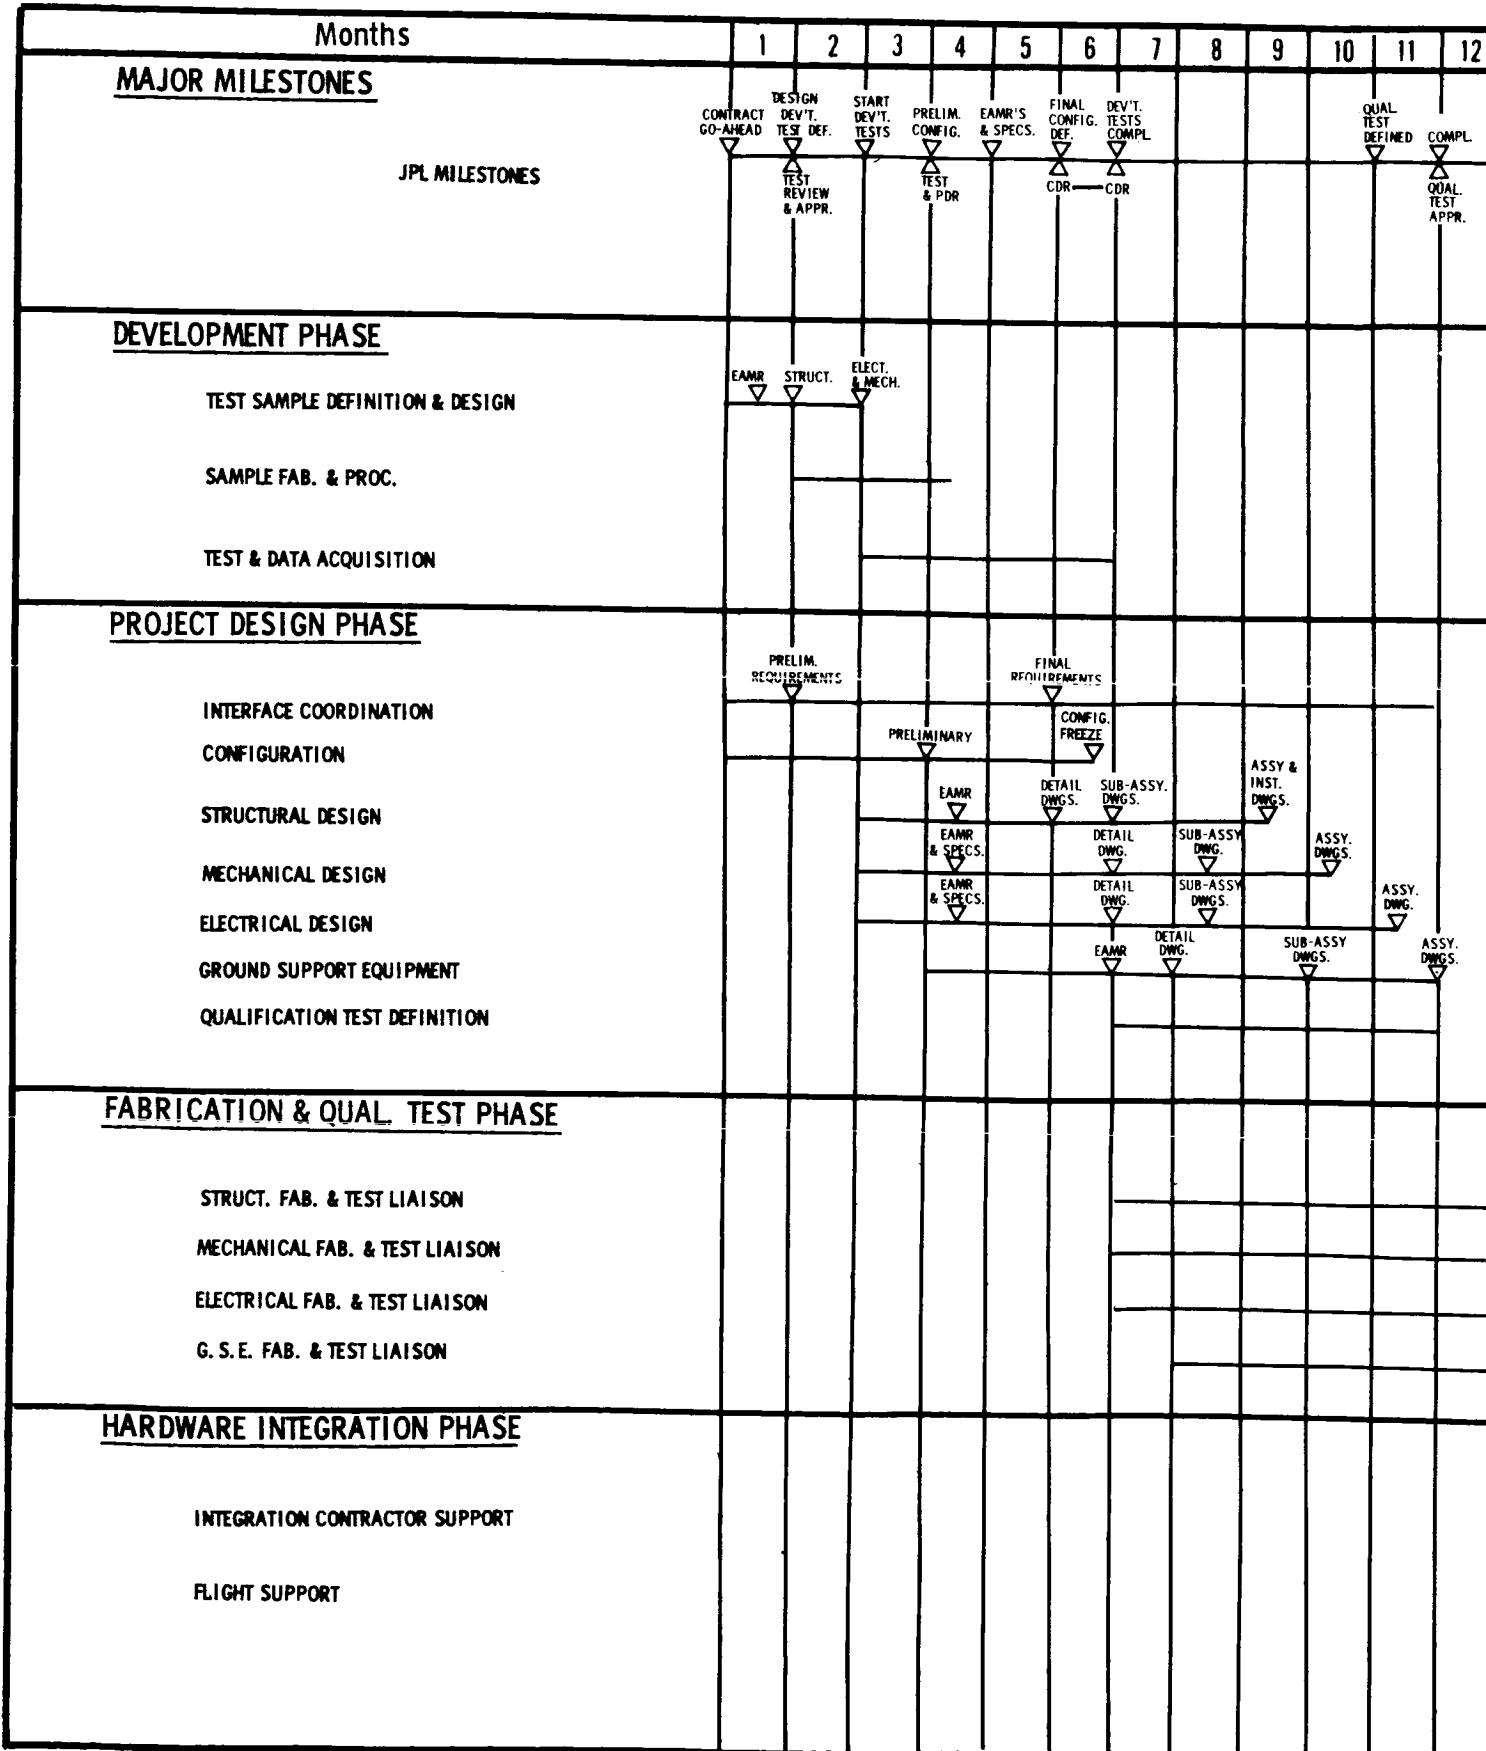 Months 1 2 3 4 5 6 7 8 9 10 11 12
MAJOR MILESTONES
CONTRACT
GO-AHEAD
DESIGN
DEV'T.
TEST DEF.
START
DEV'T.
TESTS
PRELIM.
CONFIG.
EAMR'S
& SPECS.
FINAL
CONFIG.
DEF.
DEV'T.
TESTS
COMPL.
QUAL
TEST
DEFINED
COMPL.
JPL MILESTONES
TEST
REVIEW
& APPR.
TEST
& PDR
CDR
CDR
QUAL.
TEST
APPR.
DEVELOPMENT PHASE
EAMR
STRUCT.
ELECT.
& MECH.
TEST SAMPLE DEFINITION & DESIGN
SAMPLE FAB. & PROC.
TEST & DATA ACQUISITION
PROJECT DESIGN PHASE
PRELIM.
REQUIREMENTS
FINAL
REQUIREMENTS
INTERFACE COORDINATION
PRELIMINARY
CONFIG.
FREEZE
CONFIGURATION
EAMR
DETAIL
DWGS.
SUB-ASSY.
DWGS.
ASSY &
INST.
DWGS.
STRUCTURAL DESIGN
EAMR
& SPECS.
DETAIL
DWG.
SUB-ASSY
DWG.
ASSY.
DWGS.
MECHANICAL DESIGN
EAMR
& SPECS.
DETAIL
DWG.
SUB-ASSY
DWGS.
ASSY.
DWG.
ELECTRICAL DESIGN
EAMR
DETAIL
DWG.
SUB-ASSY
DWGS.
ASSY.
DWGS.
GROUND SUPPORT EQUIPMENT
QUALIFICATION TEST DEFINITION
FABRICATION & QUAL. TEST PHASE
STRUCT. FAB. & TEST LIAISON
MECHANICAL FAB. & TEST LIAISON
ELECTRICAL FAB. & TEST LIAISON
G. S. E. FAB. & TEST LIAISON
HARDWARE INTEGRATION PHASE
INTEGRATION CONTRACTOR SUPPORT
FLIGHT SUPPORT